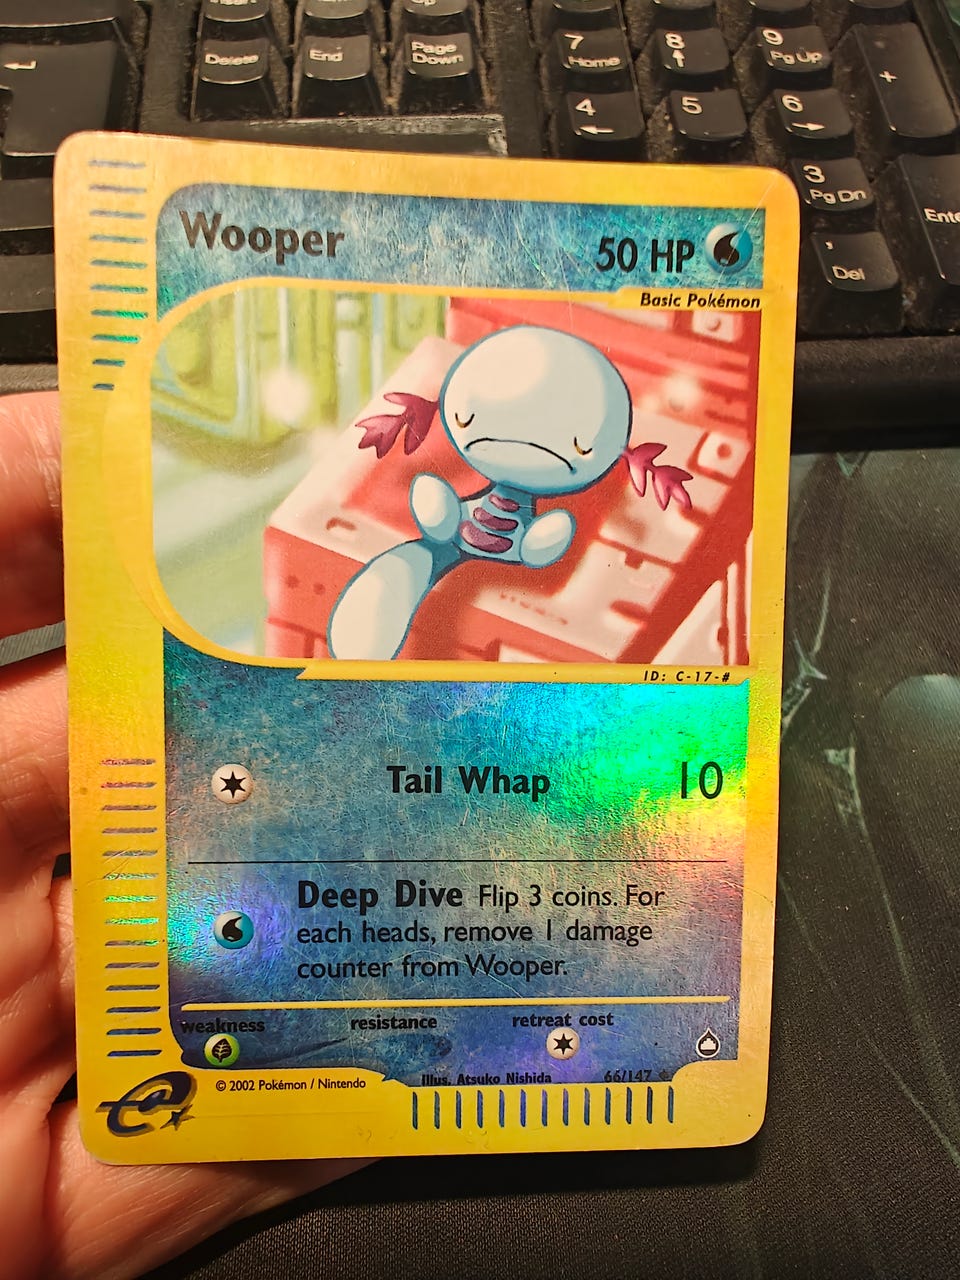 Delete
End
Page
Down
7
Home
8
9
Pg Up
+
4
5
6
3
Pg Dn
Del
Wooper
50 HP
Basic Pokémon
ID: C-17-#
Tail Whap 10
Deep Dive Flip 3 coins. For
each heads, remove 1 damage
counter from Wooper.
weakness resistance retreat cost
© 2002 Pokémon / Nintendo
Illus. Atsuko Nishida
66/147
e